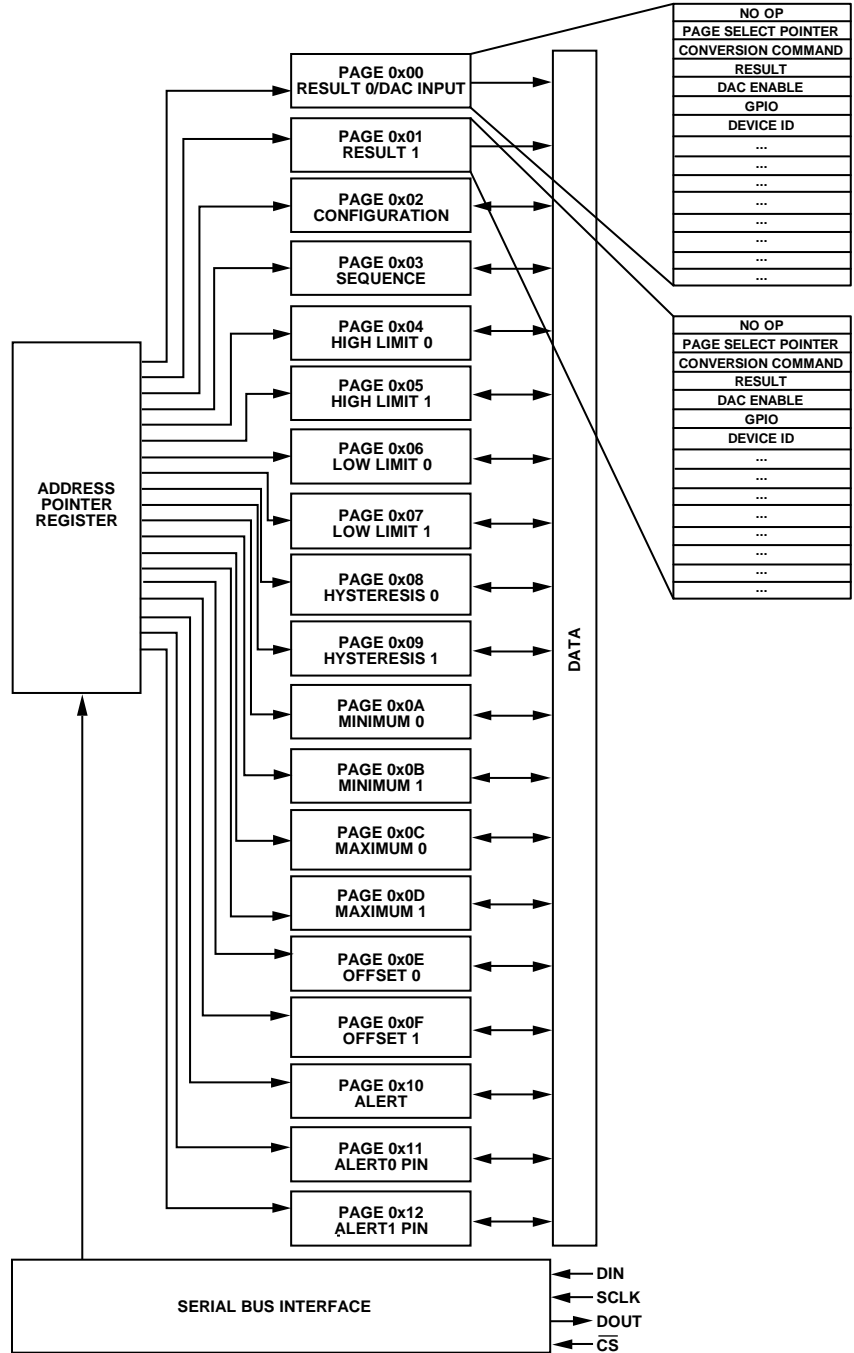 NO OP
PAGE SELECT POINTER
CONVERSION COMMAND
RESULT
DAC ENABLE
GPIO
DEVICE ID
...
...
...
...
...
...
...
...
NO OP
PAGE SELECT POINTER
CONVERSION COMMAND
RESULT
DAC ENABLE
GPIO
DEVICE ID
...
...
...
...
...
...
...
...
PAGE 0x00
RESULT 0/DAC INPUT
PAGE 0x01
RESULT 1
PAGE 0x02
CONFIGURATION
PAGE 0x03
SEQUENCE
PAGE 0x04
HIGH LIMIT 0
PAGE 0x05
HIGH LIMIT 1
PAGE 0x06
LOW LIMIT 0
PAGE 0x07
LOW LIMIT 1
PAGE 0x08
HYSTERESIS 0
PAGE 0x09
HYSTERESIS 1
PAGE 0x0A
MINIMUM 0
PAGE 0x0B
MINIMUM 1
PAGE 0x0C
MAXIMUM 0
PAGE 0x0D
MAXIMUM 1
PAGE 0x0E
OFFSET 0
PAGE 0x0F
OFFSET 1
PAGE 0x10
ALERT
PAGE 0x11
ALERT0 PIN
PAGE 0x12
ALERT1 PIN
ADDRESS
POINTER
REGISTER
DATA
SERIAL BUS INTERFACE
DIN
SCLK
DOUT
CS